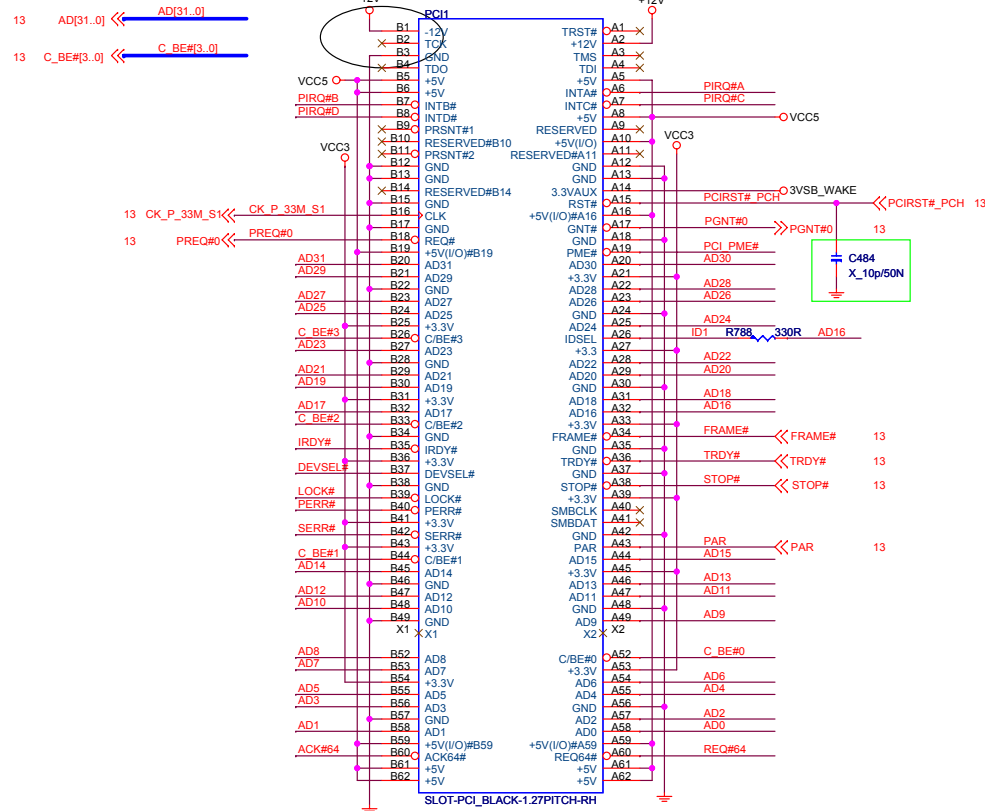 13 AD[31..0] AD[31..0]
13 C_BE#[3..0] C_BE#[3..0]
+12V
PCI1
B1 -12V TRST# A1
B2 TCK +12V A2
B3 GND TMS A3
B4 TDO TDI A4
VCC5 B5 +5V +5V A5
B6 +5V INTA# A6 PIRQ#A
PIRQ#B B7 INTB# INTC# A7 PIRQ#C
PIRQ#D B8 INTD# +5V A8 VCC5
B9 PRSNT#1 RESERVED A9
B10 RESERVED#B10 +5V(I/O) A10
B11 PRSNT#2 RESERVED#A11 A11
VCC3 VCC3
B12 GND GND A12
B13 GND GND A13
B14 RESERVED#B14 3.3VAUX A14 3VSB_WAKE
B15 GND RST# A15 PCIRST#_PCH PCIRST#_PCH 13
13 CK_P_33M_S1 CK_P_33M_S1 B16 CLK +5V(I/O)#A16 A16
B17 GND GNT# A17 PGNT#0 PGNT#0 13
13 PREQ#0 PREQ#0 B18 REQ# GND A18
B19 +5V(I/O)#B19 PME# A19 PCI_PME#
AD31 B20 AD31 AD30 A20 AD30
AD29 B21 AD29 +3.3V A21
C484
X_10p/50N
B22 GND AD28 A22 AD28
AD27 B23 AD27 AD26 A23 AD26
AD25 B24 AD25 GND A24
B25 +3.3V AD24 A25 AD24
C_BE#3 B26 C/BE#3 IDSEL A26 ID1 R788 330R AD16
AD23 B27 AD23 +3.3 A27
B28 GND AD22 A28 AD22
AD21 B29 AD21 AD20 A29 AD20
AD19 B30 AD19 GND A30
B31 +3.3V AD18 A31 AD18
AD17 B32 AD17 AD16 A32 AD16
C_BE#2 B33 C/BE#2 +3.3V A33
B34 GND FRAME# A34 FRAME# FRAME# 13
IRDY# B35 IRDY# GND A35
B36 +3.3V TRDY# A36 TRDY# TRDY# 13
DEVSEL# B37 DEVSEL# GND A37
B38 GND STOP# A38 STOP# STOP# 13
LOCK# B39 LOCK# +3.3V A39
PERR# B40 PERR# SMBCLK A40
B41 +3.3V SMBDAT A41
SERR# B42 SERR# GND A42
B43 +3.3V PAR A43 PAR PAR 13
C_BE#1 B44 C/BE#1 AD15 A44 AD15
AD14 B45 AD14 +3.3V A45
B46 GND AD13 A46 AD13
AD12 B47 AD12 AD11 A47 AD11
AD10 B48 AD10 GND A48
B49 GND AD9 A49 AD9
X1 X1 X2 X2
AD8 B52 AD8 C/BE#0 A52 C_BE#0
AD7 B53 AD7 +3.3V A53
B54 +3.3V AD6 A54 AD6
AD5 B55 AD5 AD4 A55 AD4
AD3 B56 AD3 GND A56
B57 GND AD2 A57 AD2
AD1 B58 AD1 AD0 A58 AD0
B59 +5V(I/O)#B59 +5V(I/O)#A59 A59
ACK#64 B60 ACK64# REQ64# A60 REQ#64
B61 +5V +5V A61
B62 +5V +5V A62
SLOT-PCI_BLACK-1.27PITCH-RH